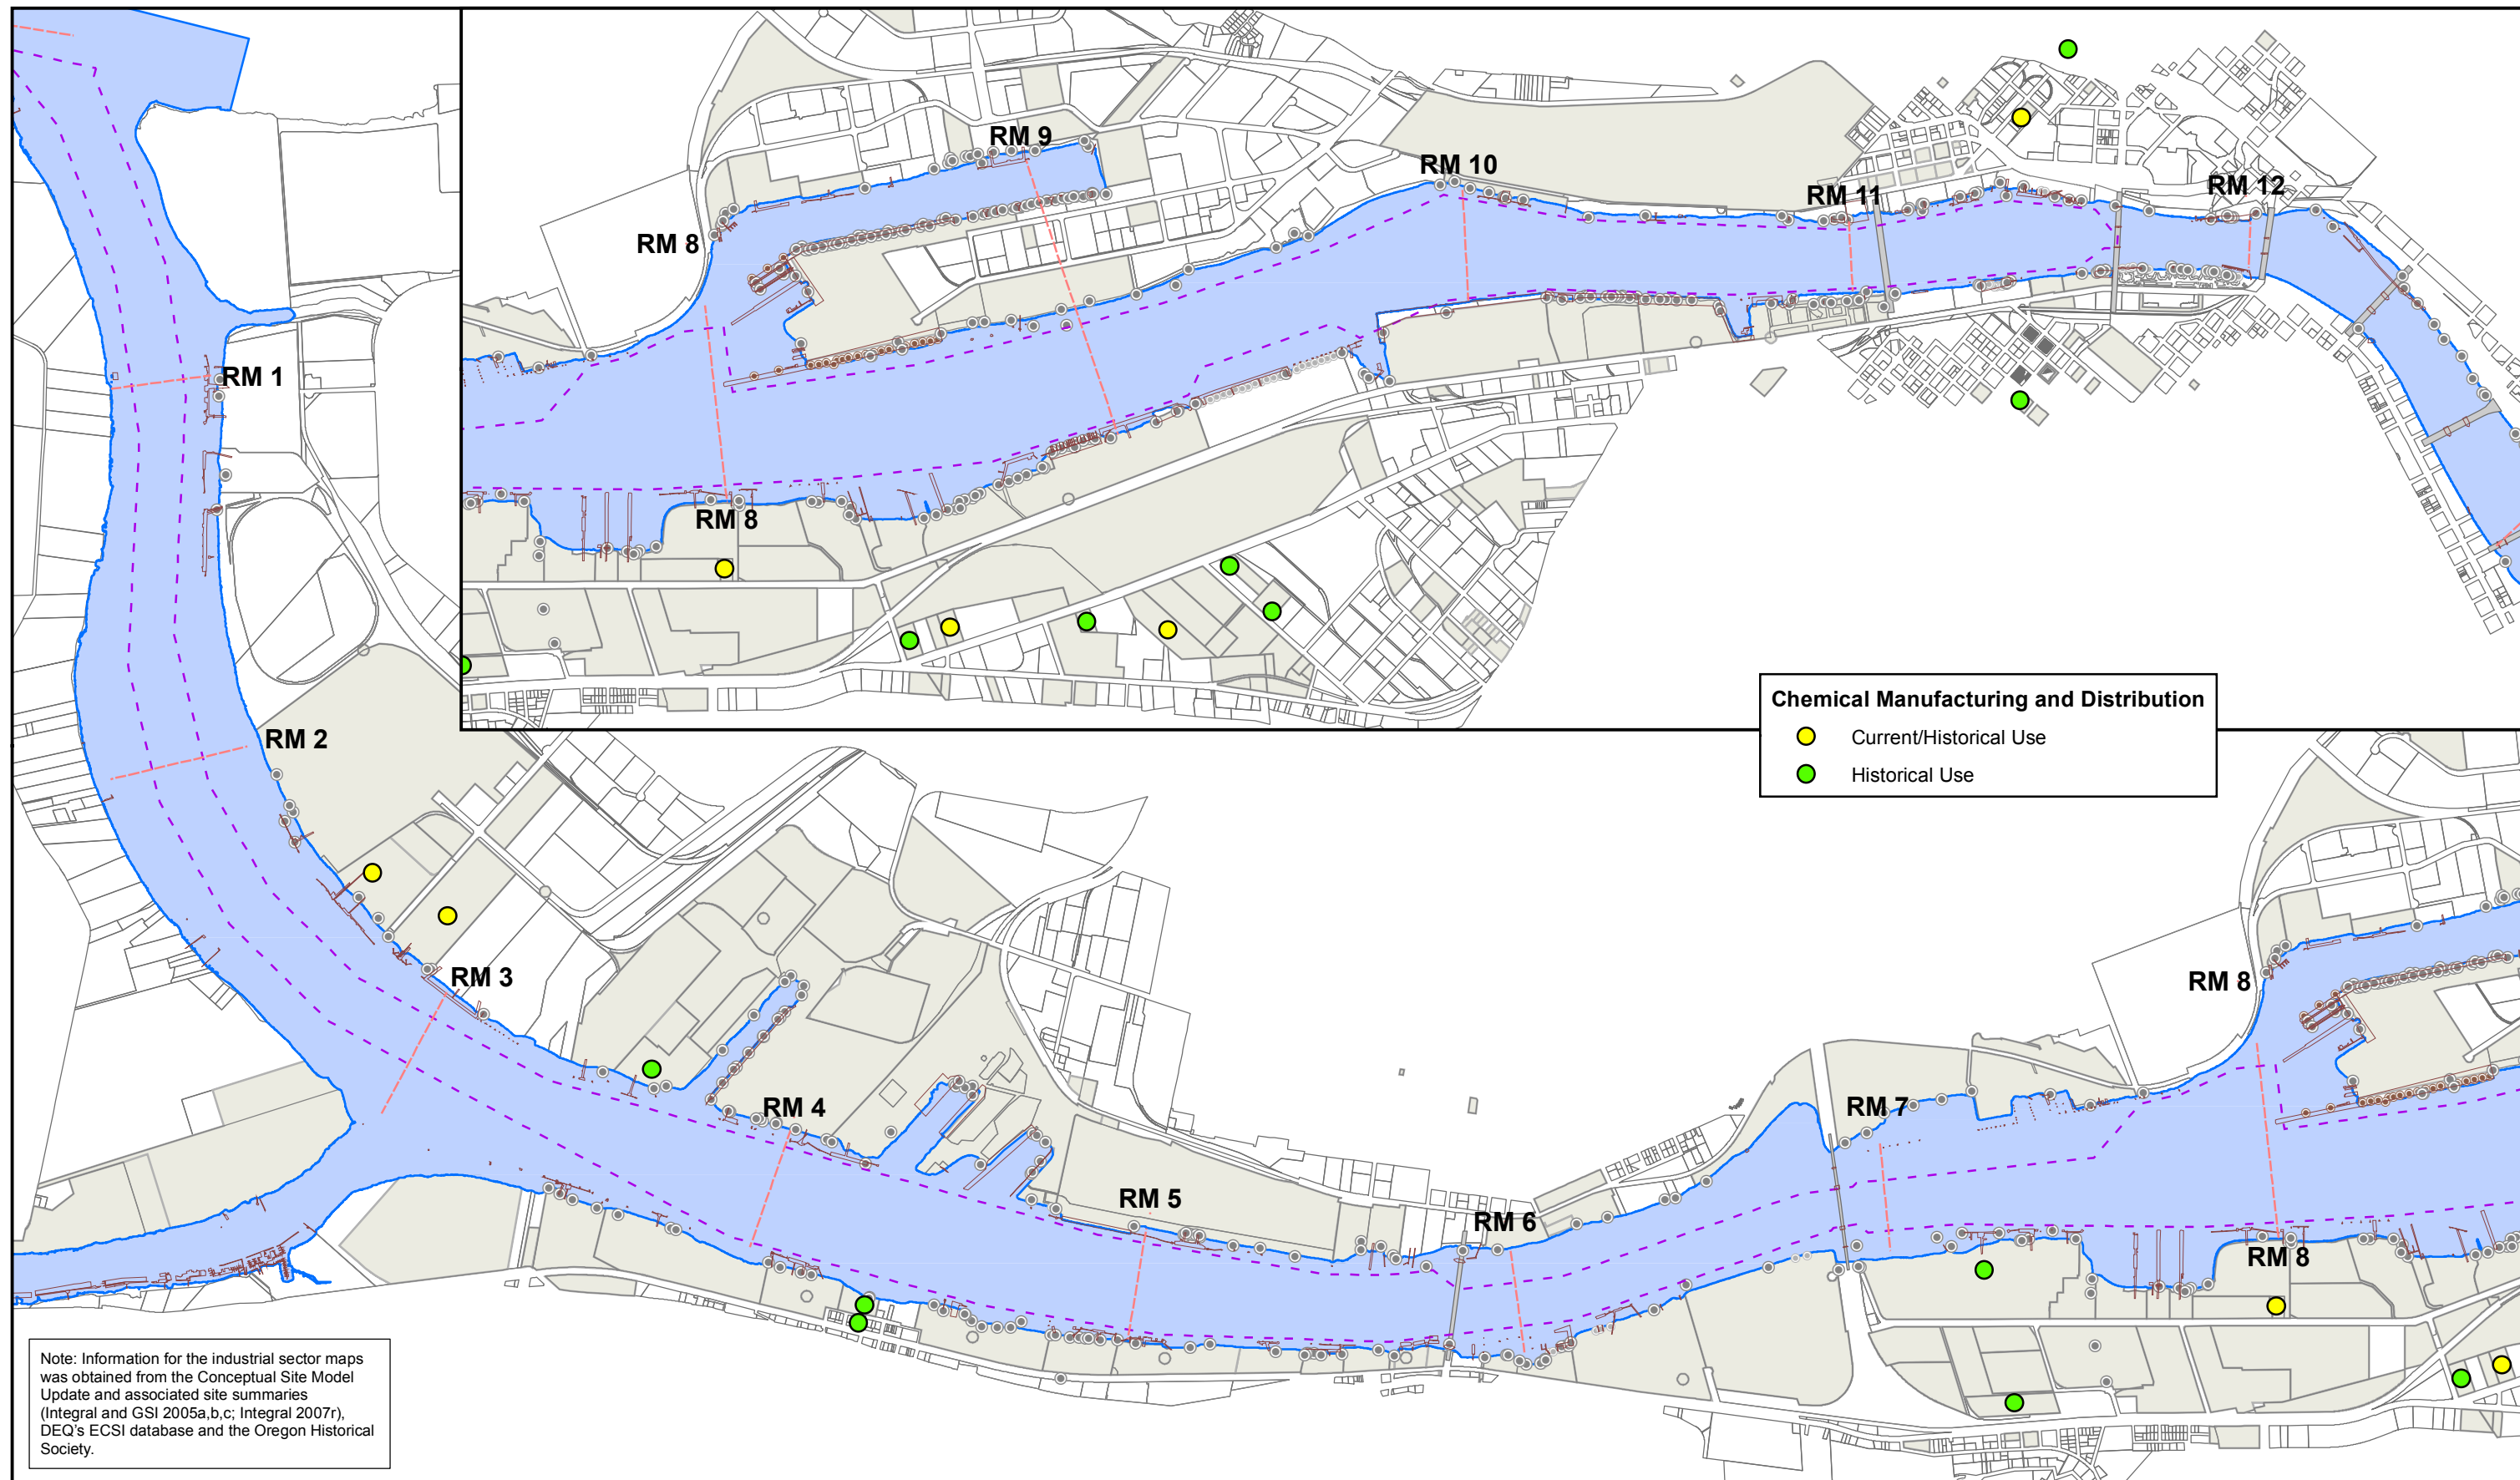 RM 9
RM 10
RM 11
RM 12
RM 8
RM 1
RM 8
RM 2
Chemical Manufacturing and Distribution
Current/Historical Use
Historical Use
RM 3
RM 8
RM 4
RM 7
RM 5
RM 6
RM 8
Note: Information for the industrial sector maps
was obtained from the Conceptual Site Model
Update and associated site summaries
(Integral and GSI 2005a,b,c; Integral 2007r),
DEQ's ECSI database and the Oregon Historical
Society.